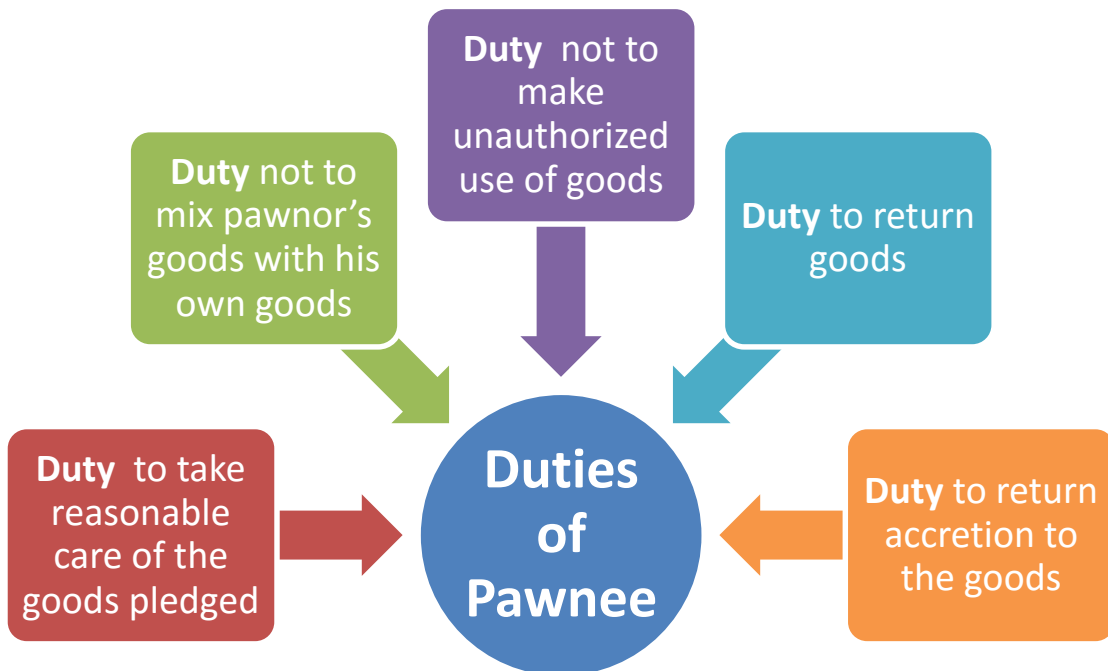 Duty not to
make
unauthorized
use of goods
Duty not to
mix pawnor’s
goods with his
own goods
Duty to return
goods
Duty to take
reasonable
care of the
goods pledged
Duties
of
Pawnee
Duty to return
accretion to
the goods